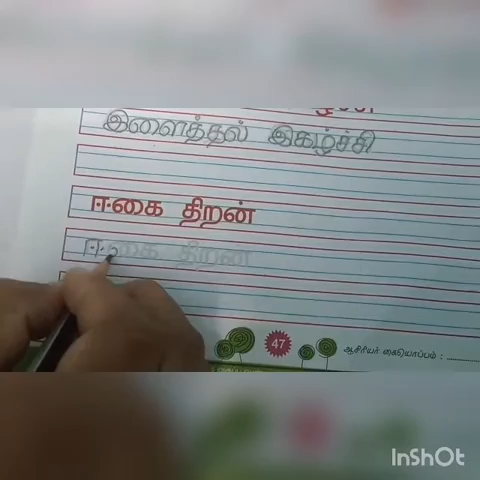 இளைத்தல் இகழ்ச்சி
ஈகை திறன்
ஈகை திறன்
47
ஆசிரியர் கையொப்பம் :
InShOt